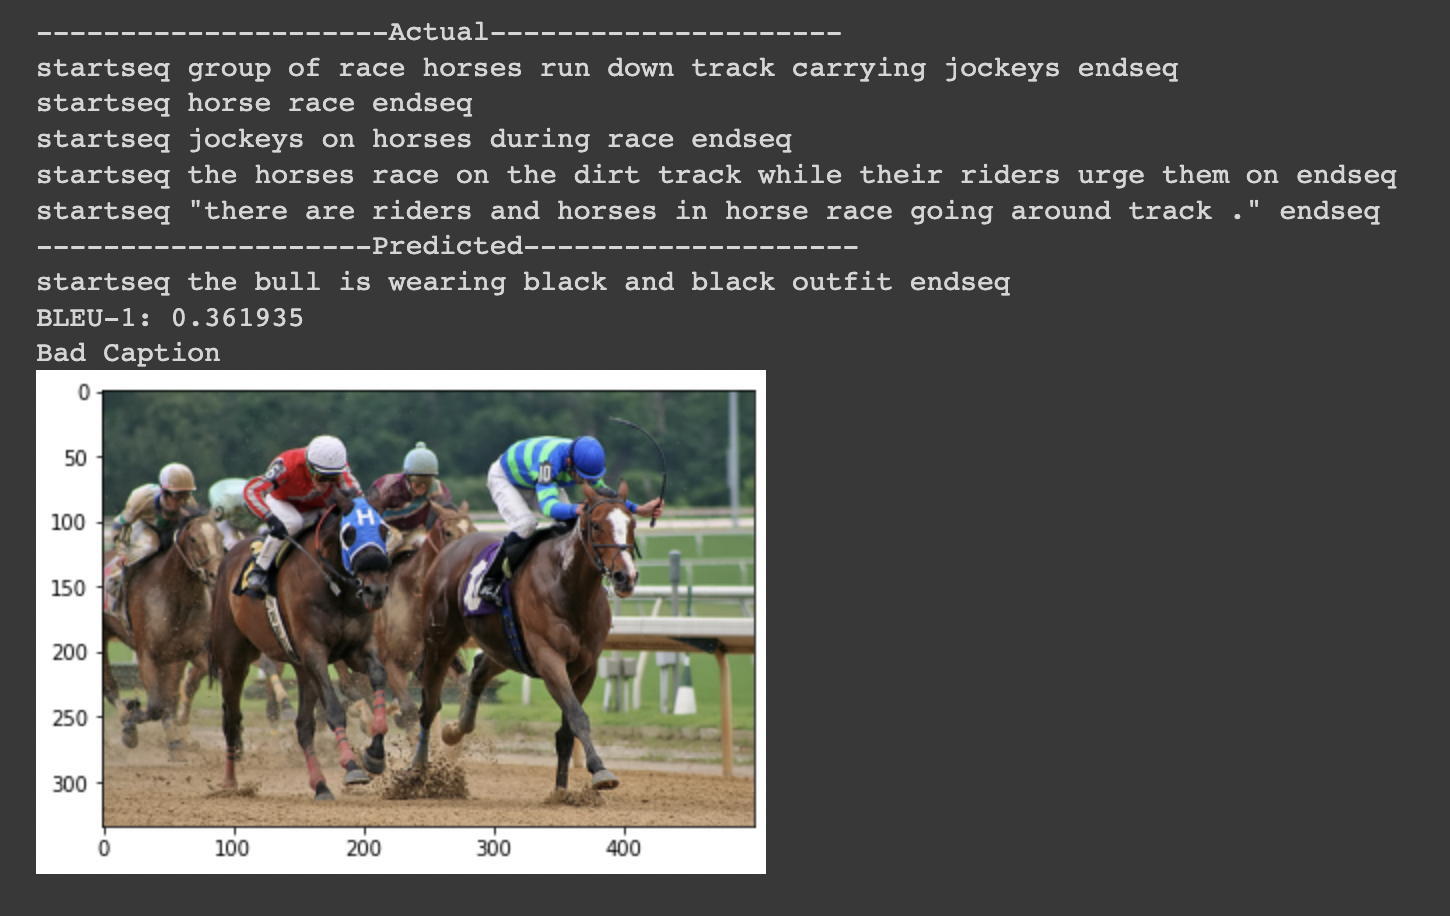 ---------------------Actual---------------------
startseq group of race horses run down track carrying jockeys endseq
startseq horse race endseq
startseq jockeys on horses during race endseq
startseq the horses race on the dirt track while their riders urge them on endseq
startseq "there are riders and horses in horse race going around track ." endseq
--------------------Predicted--------------------
startseq the bull is wearing black and black outfit endseq
BLEU-1: 0.361935
Bad Caption
0
50
100
150
200
250
300
H
10
0 100 200 300 400